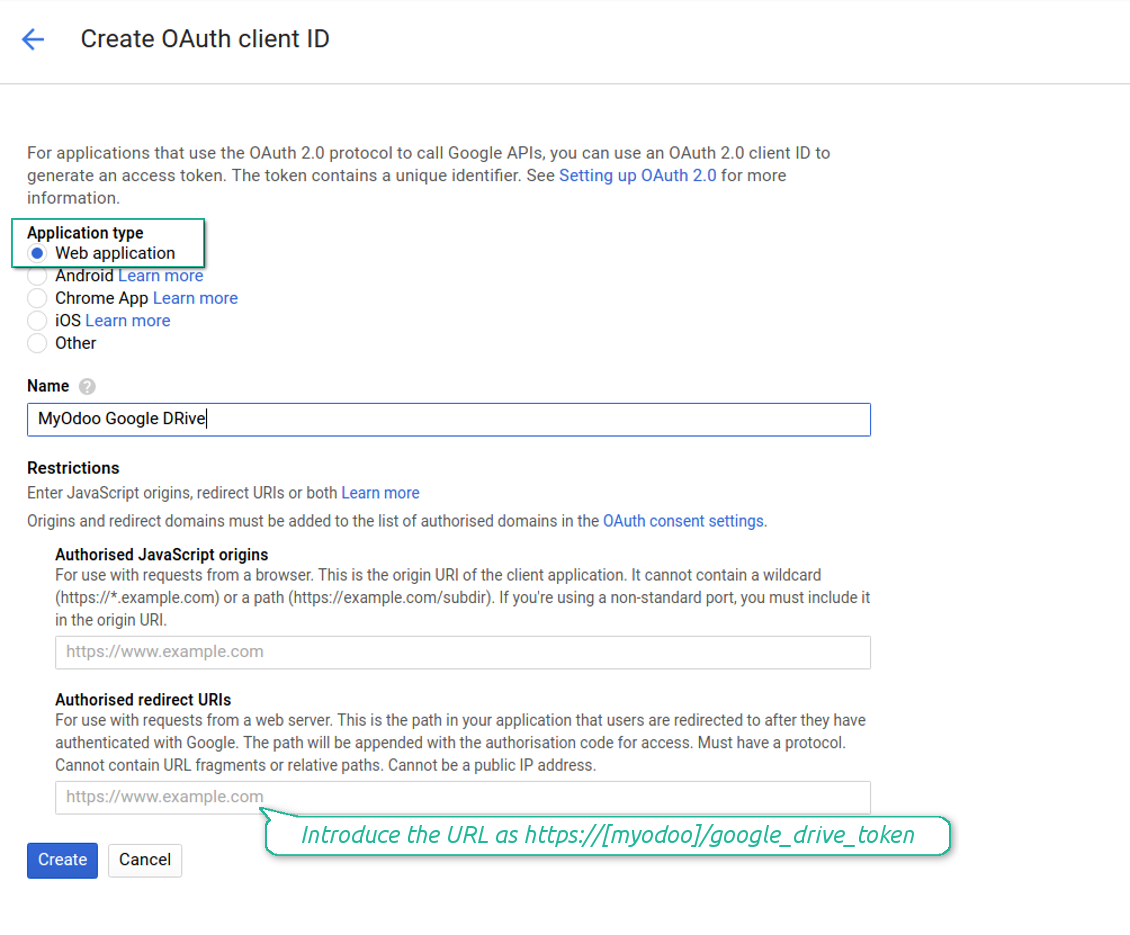 Create OAuth client ID
For applications that use the OAuth 2.0 protocol to call Google APIs, you can use an OAuth 2.0 client ID to
generate an access token. The token contains a unique identifier. See Setting up OAuth 2.0 for more
information.
Application type
Web application
Android Learn more
Chrome App Learn more
iOS Learn more
Other
Name ?
MyOdoo Google DRive
Restrictions
Enter JavaScript origins, redirect URIs or both Learn more
Origins and redirect domains must be added to the list of authorised domains in the OAuth consent settings.
Authorised JavaScript origins
For use with requests from a browser. This is the origin URI of the client application. It cannot contain a wildcard
(https://*.example.com) or a path (https://example.com/subdir). If you're using a non-standard port, you must include it
in the origin URI.
https://www.example.com
Authorised redirect URIs
For use with requests from a web server. This is the path in your application that users are redirected to after they have
authenticated with Google. The path will be appended with the authorisation code for access. Must have a protocol.
Cannot contain URL fragments or relative paths. Cannot be a public IP address.
https://www.example.com
Introduce the URL as https://[myodoo]/google_drive_token
Create Cancel